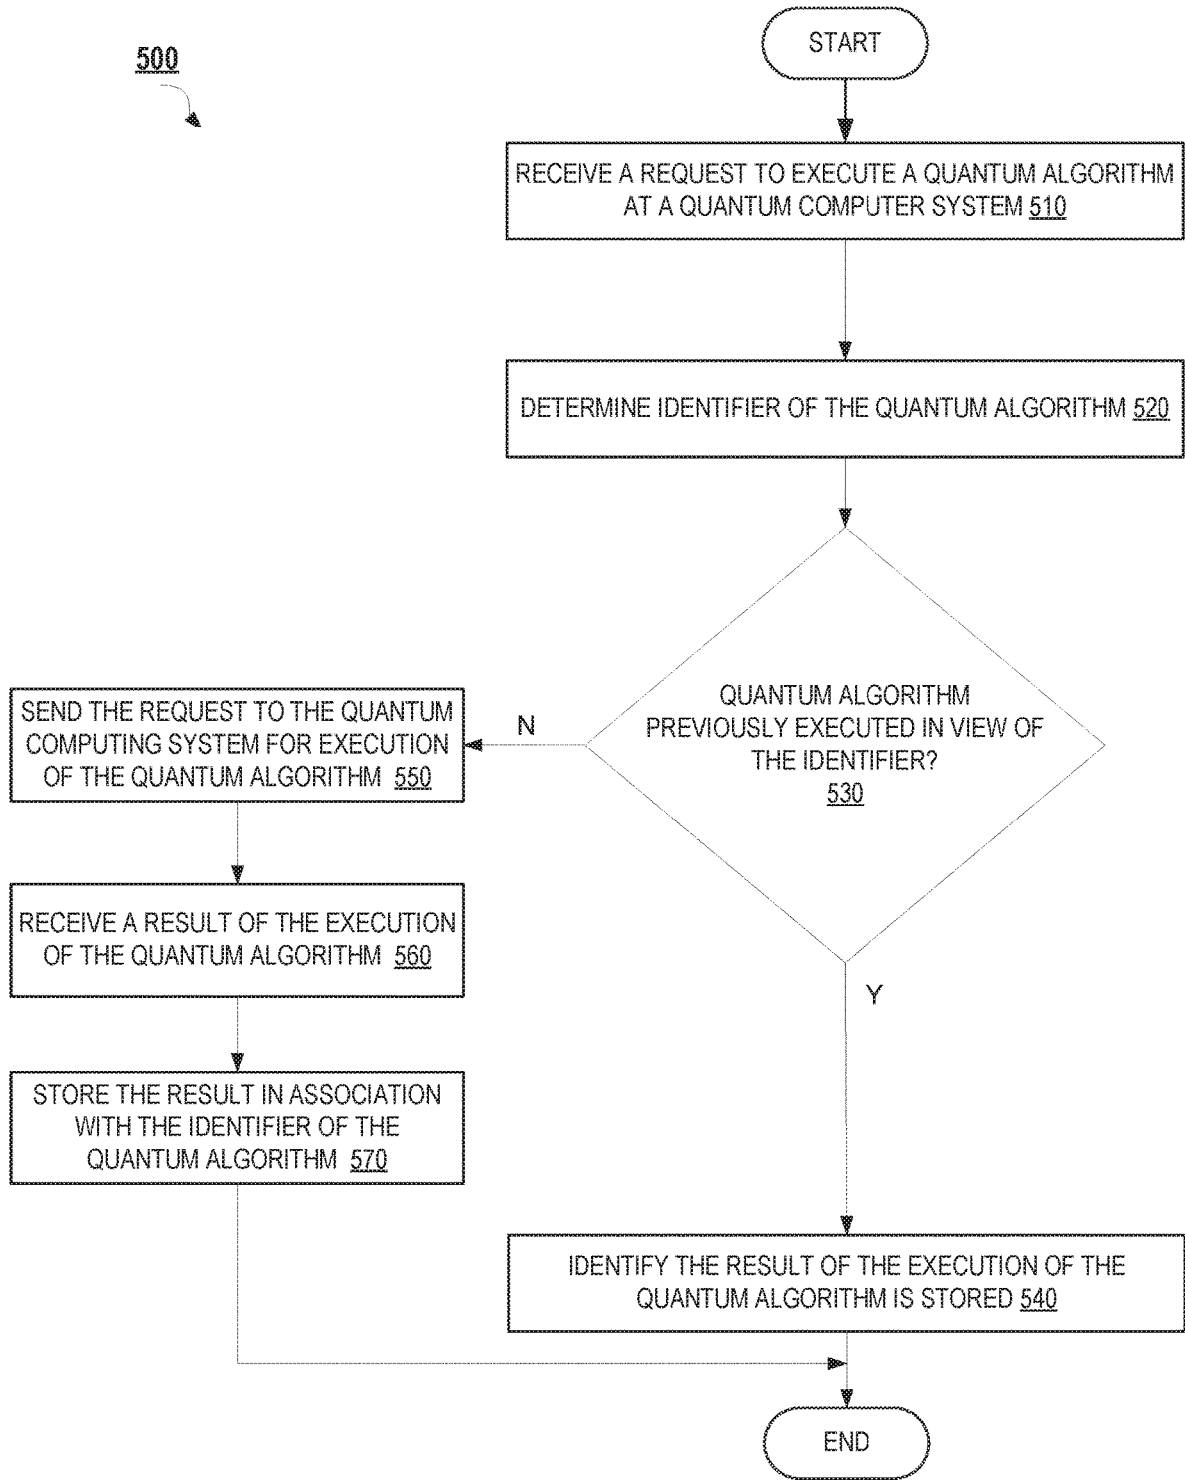 500
START
RECEIVE A REQUEST TO EXECUTE A QUANTUM ALGORITHM
AT A QUANTUM COMPUTER SYSTEM 510
DETERMINE IDENTIFIER OF THE QUANTUM ALGORITHM 520
QUANTUM ALGORITHM
PREVIOUSLY EXECUTED IN VIEW OF
THE IDENTIFIER?
530
N
SEND THE REQUEST TO THE QUANTUM
COMPUTING SYSTEM FOR EXECUTION
OF THE QUANTUM ALGORITHM 550
RECEIVE A RESULT OF THE EXECUTION
OF THE QUANTUM ALGORITHM 560
STORE THE RESULT IN ASSOCIATION
WITH THE IDENTIFIER OF THE
QUANTUM ALGORITHM 570
Y
IDENTIFY THE RESULT OF THE EXECUTION OF THE
QUANTUM ALGORITHM IS STORED 540
END